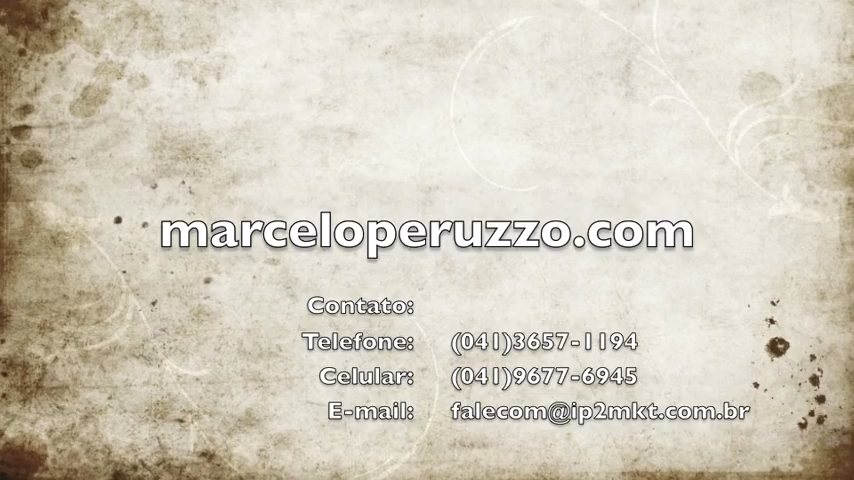 marceloperuzzo.com
Contato:
Telefone: (041)3657-1194
Celular: (041)9677-6945
E-mail: falecom@ip2mkt.com.br